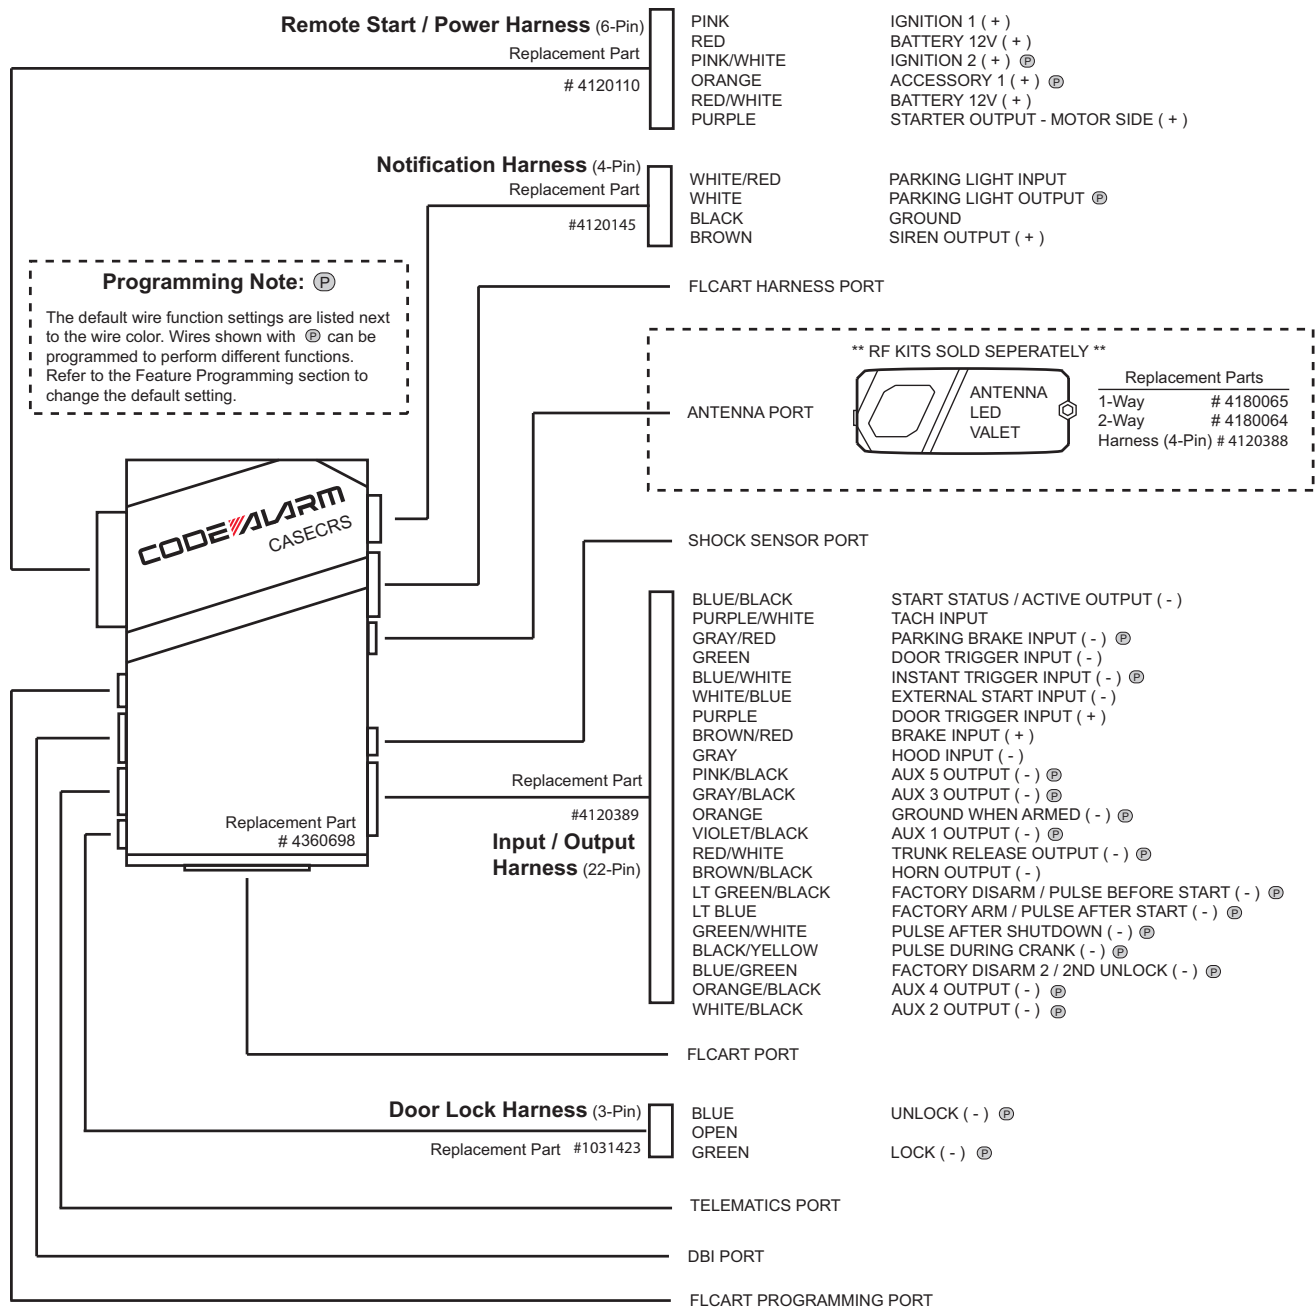 Remote Start / Power Harness (6-Pin)
Replacement Part
# 4120110
PINK IGNITION 1 ( + )
RED BATTERY 12V ( + )
PINK/WHITE IGNITION 2 ( + ) P
ORANGE ACCESSORY 1 ( + ) P
RED/WHITE BATTERY 12V ( + )
PURPLE STARTER OUTPUT - MOTOR SIDE ( + )
Notification Harness (4-Pin)
Replacement Part
#4120145
WHITE/RED PARKING LIGHT INPUT
WHITE PARKING LIGHT OUTPUT P
BLACK GROUND
BROWN SIREN OUTPUT ( + )
Programming Note: P
The default wire function settings are listed next
to the wire color. Wires shown with P can be
programmed to perform different functions.
Refer to the Feature Programming section to
change the default setting.
FLCART HARNESS PORT
** RF KITS SOLD SEPERATELY **
ANTENNA PORT
ANTENNA
LED
VALET
Replacement Parts
1-Way # 4180065
2-Way # 4180064
Harness (4-Pin) # 4120388
CODE ALARM
CASECRS
Replacement Part
# 4360698
SHOCK SENSOR PORT
Replacement Part
#4120389
Input / Output
Harness (22-Pin)
BLUE/BLACK START STATUS / ACTIVE OUTPUT ( - )
PURPLE/WHITE TACH INPUT
GRAY/RED PARKING BRAKE INPUT ( - ) P
GREEN DOOR TRIGGER INPUT ( - )
BLUE/WHITE INSTANT TRIGGER INPUT ( - ) P
WHITE/BLUE EXTERNAL START INPUT ( - )
PURPLE DOOR TRIGGER INPUT ( + )
BROWN/RED BRAKE INPUT ( + )
GRAY HOOD INPUT ( - )
PINK/BLACK AUX 5 OUTPUT ( - ) P
GRAY/BLACK AUX 3 OUTPUT ( - ) P
ORANGE GROUND WHEN ARMED ( - ) P
VIOLET/BLACK AUX 1 OUTPUT ( - ) P
RED/WHITE TRUNK RELEASE OUTPUT ( - ) P
BROWN/BLACK HORN OUTPUT ( - )
LT GREEN/BLACK FACTORY DISARM / PULSE BEFORE START ( - ) P
LT BLUE FACTORY ARM / PULSE AFTER START ( - ) P
GREEN/WHITE PULSE AFTER SHUTDOWN ( - ) P
BLACK/YELLOW PULSE DURING CRANK ( - ) P
BLUE/GREEN FACTORY DISARM 2 / 2ND UNLOCK ( - ) P
ORANGE/BLACK AUX 4 OUTPUT ( - ) P
WHITE/BLACK AUX 2 OUTPUT ( - ) P
FLCART PORT
Door Lock Harness (3-Pin)
Replacement Part #1031423
BLUE UNLOCK ( - ) P
OPEN
GREEN LOCK ( - ) P
TELEMATICS PORT
DBI PORT
FLCART PROGRAMMING PORT